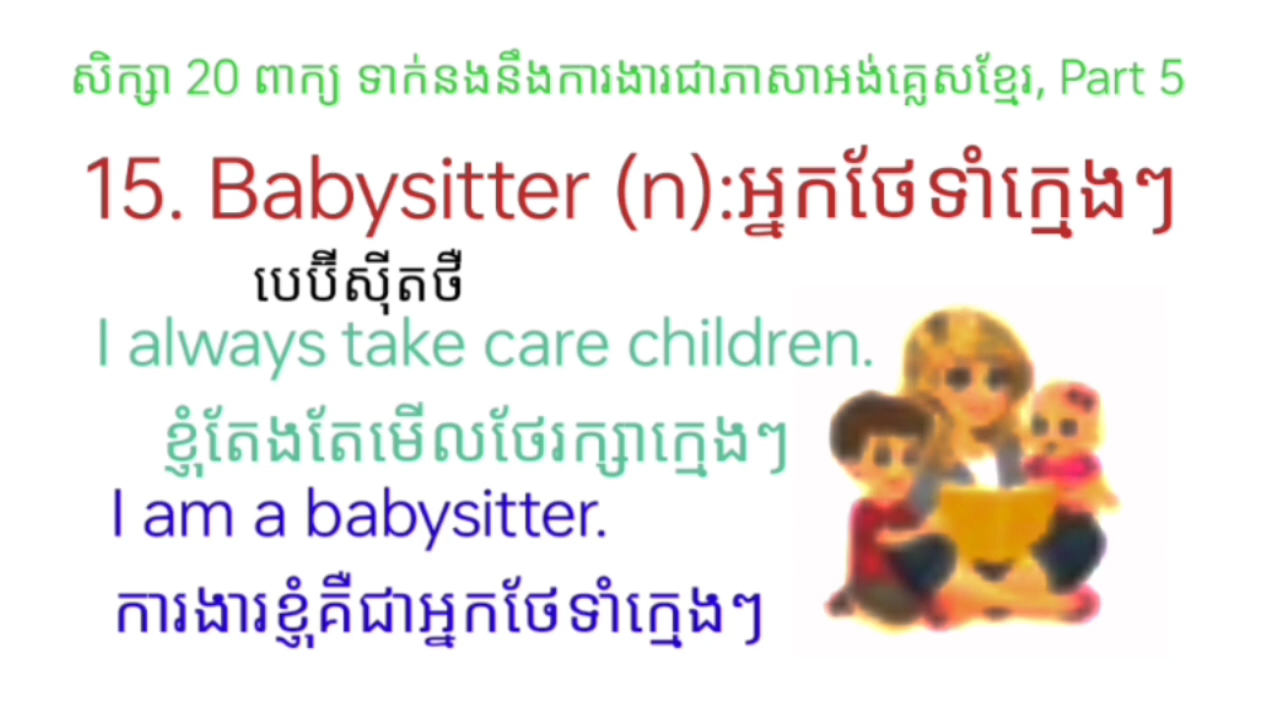 សិក្សា 20 ពាក្យ ទាក់នងនឹងការងារជាភាសាអង់គ្លេសខ្មែរ, Part 5
15. Babysitter (n):អ្នកថែទាំក្មេងៗ
បេប៊ីស៊ីតថឺ
I always take care children.
ខ្ញុំតែងតែមើលថែរក្សាក្មេងៗ
I am a babysitter.
ការងារខ្ញុំគឺជាអ្នកថែទាំក្មេងៗ